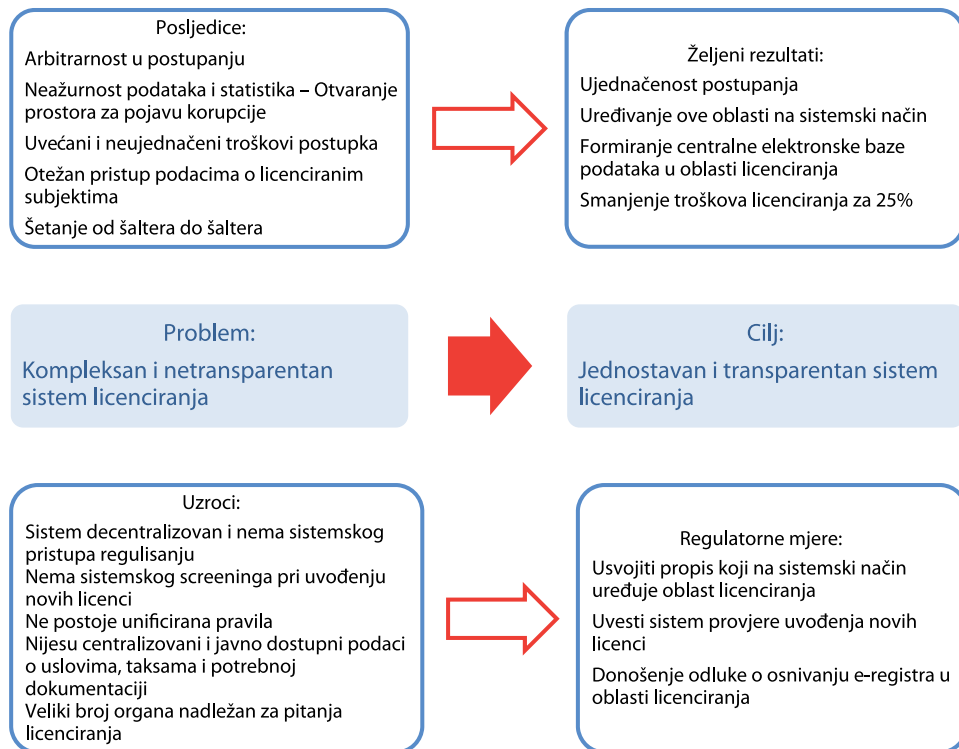 Posljedice:
Arbitrarnost u postupanju
Neažurnost podataka i statistika – Otvaranje
prostora za pojavu korupcije
Uvećani i neujednačeni troškovi postupka
Otežan pristup podacima o licenciranim
subjektima
Šetanje od šaltera do šaltera
Željeni rezultati:
Ujednačenost postupanja
Uređivanje ove oblasti na sistemski način
Formiranje centralne elektronske baze
podataka u oblasti licenciranja
Smanjenje troškova licenciranja za 25%
Problem:
Kompleksan i netransparentan
sistem licenciranja
Cilj:
Jednostavan i transparentan sistem
licenciranja
Uzroci:
Sistem decentralizovan i nema sistemskog
pristupa regulisanju
Nema sistemskog screeninga pri uvođenju
novih licenci
Ne postoje unificirana pravila
Nijesu centralizovani i javno dostupni podaci
o uslovima, taksama i potrebnoj
dokumentaciji
Veliki broj organa nadležan za pitanja
licenciranja
Regulatorne mjere:
Usvojiti propis koji na sistemski način
uređuje oblast licenciranja
Uvesti sistem provjere uvođenja novih
licenci
Donošenje odluke o osnivanju e-registra u
oblasti licenciranja